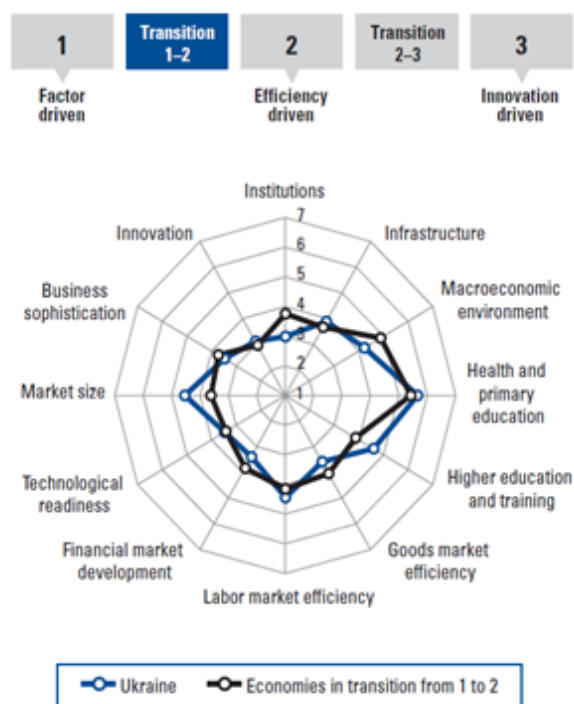 1
Transition
1–2
2
Transition
2–3
3
Factor
driven
Efficiency
driven
Innovation
driven
Institutions
7
6
5
4
3
2
1
Innovation
Infrastructure
Business
sophistication
Macroeconomic
environment
Market size
Health and
primary
education
Technological
readiness
Higher education
and training
Financial market
development
Goods market
efficiency
Labor market efficiency
Ukraine
Economies in transition from 1 to 2